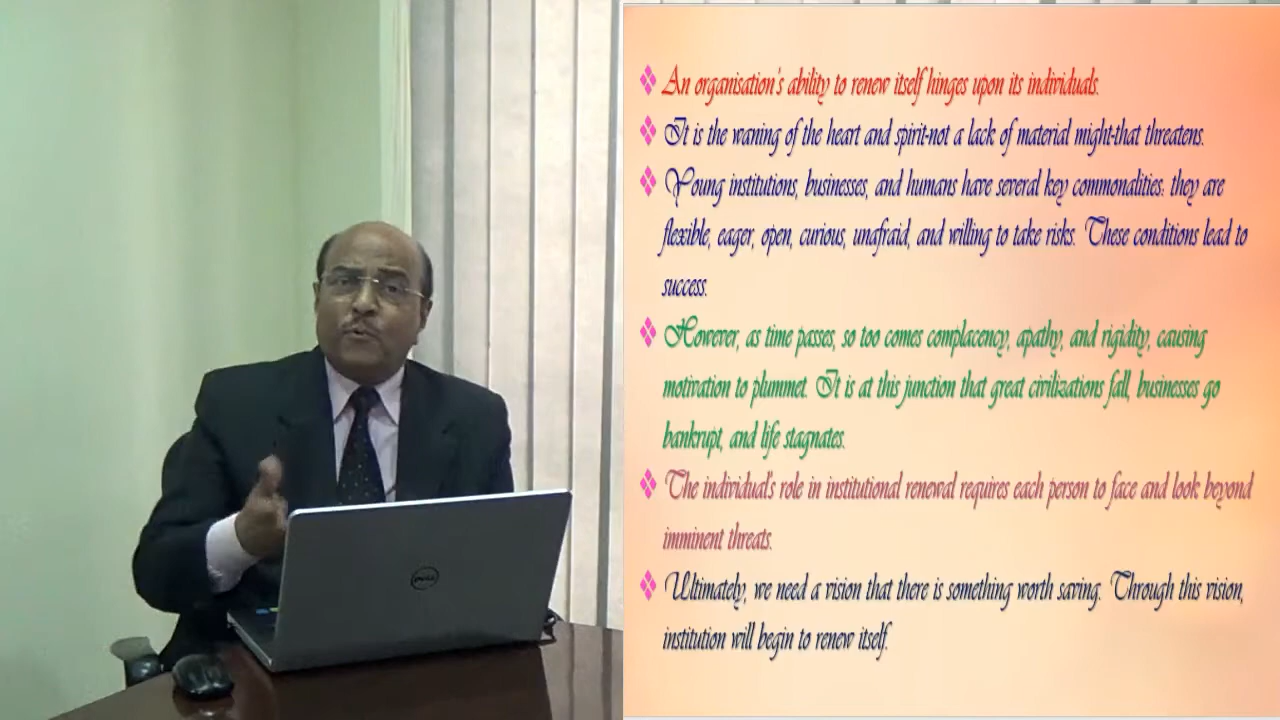 An organisation's ability to renew itself hinges upon its individuals.
It is the waning of the heart and spirit-not a lack of material might-that threatens.
Young institutions, businesses, and humans have several key commonalities: they are
flexible, eager, open, curious, unafraid, and willing to take risks. These conditions lead to
success.
However, as time passes, so too comes complacency, apathy, and rigidity, causing
motivation to plummet. It is at this junction that great civilizations fall, businesses go
bankrupt, and life stagnates.
The individual's role in institutional renewal requires each person to face and look beyond
imminent threats.
Ultimately, we need a vision that there is something worth saving. Through this vision,
institution will begin to renew itself.
DELL